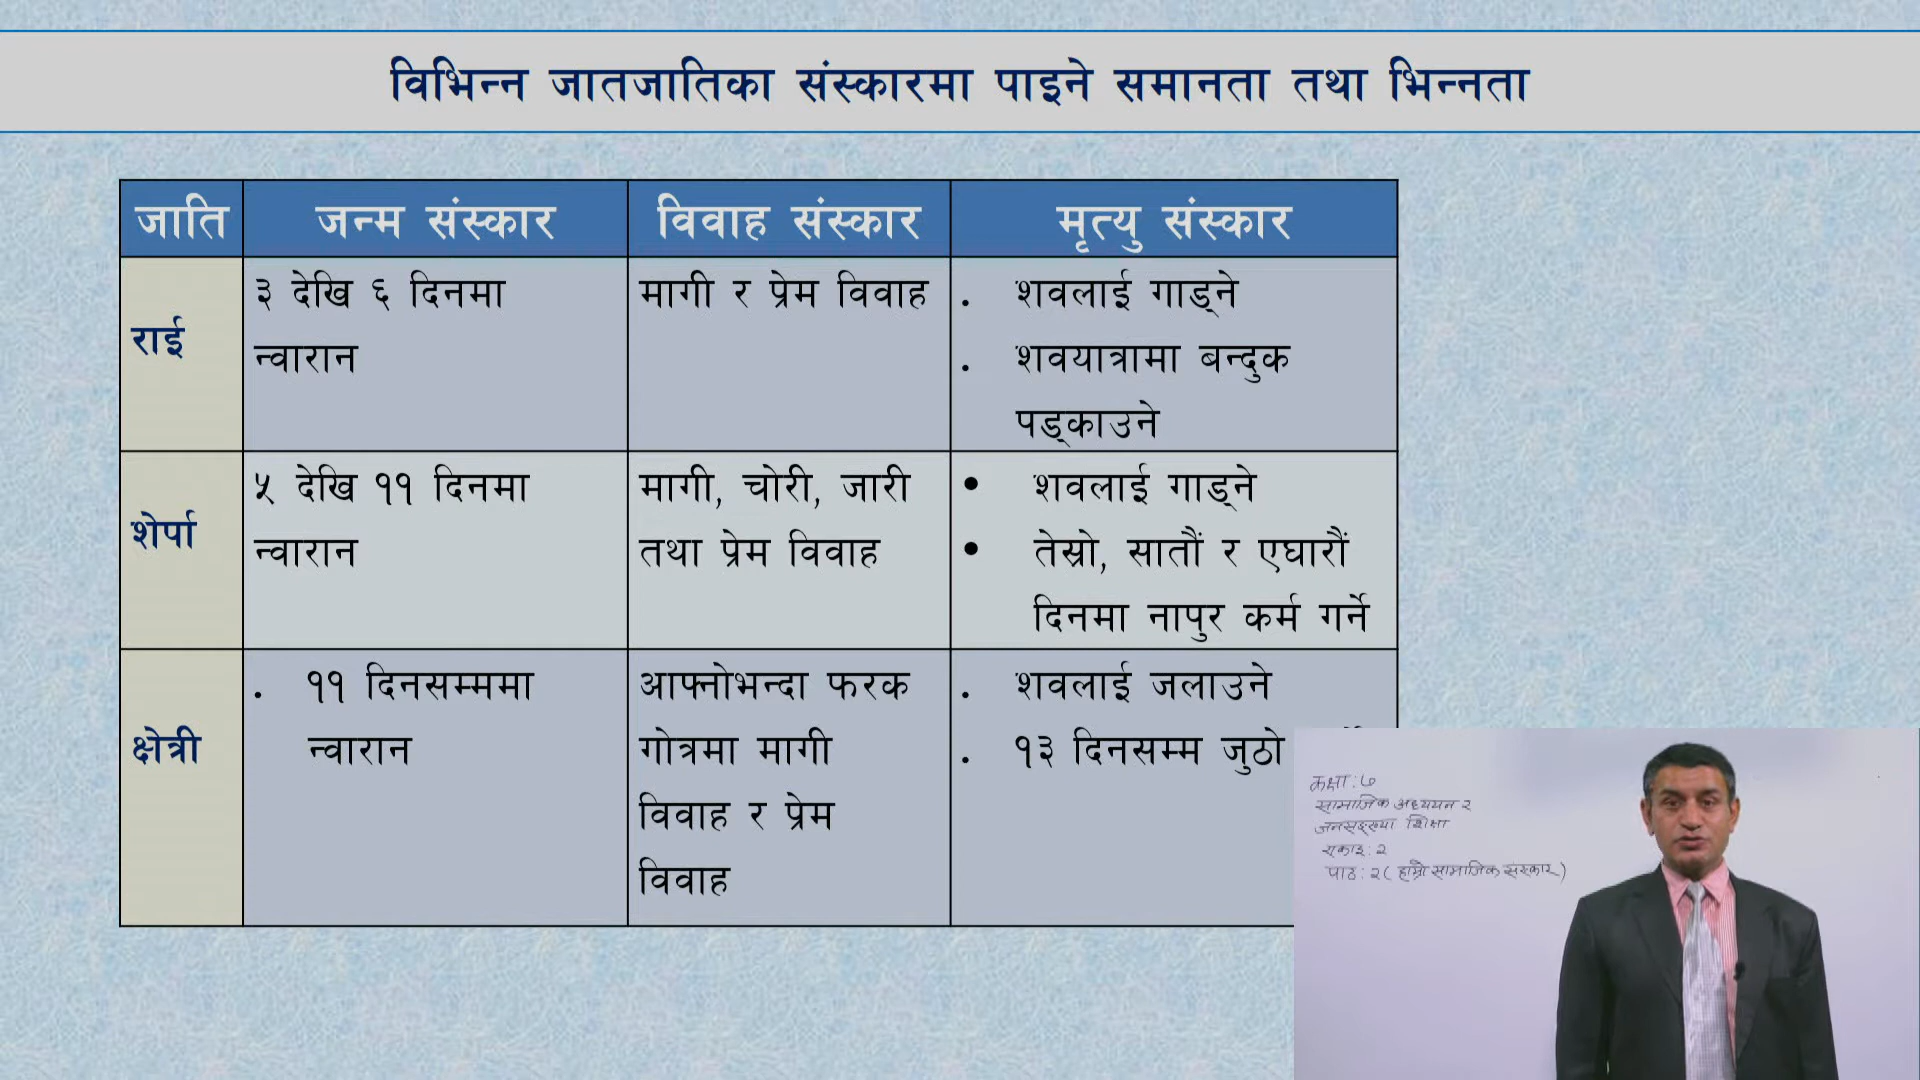 विभिन्न जातजातिका संस्कारमा पाइने समानता तथा भिन्नता
जाति जन्म संस्कार विवाह संस्कार मृत्यु संस्कार
राई
३ देखि ६ दिनमा
न्वारान
मागी र प्रेम विवाह
. शवलाई गाड्ने
. शवयात्रामा बन्दुक
पड्काउने
शेर्पा
५ देखि ११ दिनमा
न्वारान
मागी, चोरी, जारी
तथा प्रेम विवाह
• शवलाई गाड्ने
• तेस्रो, सातौं र एघारौं
दिनमा नापुर कर्म गर्ने
क्षेत्री
. ११ दिनसम्ममा
न्वारान
आफ्नोभन्दा फरक
गोत्रमा मागी
विवाह र प्रेम
विवाह
. शवलाई जलाउने
. १३ दिनसम्म जुठो
कक्षा : ७
सामाजिक अध्ययन र
जनसङ्ख्या शिक्षा
एकाइ : २
पाठ : २ ( हाम्रो सामाजिक संस्कार )